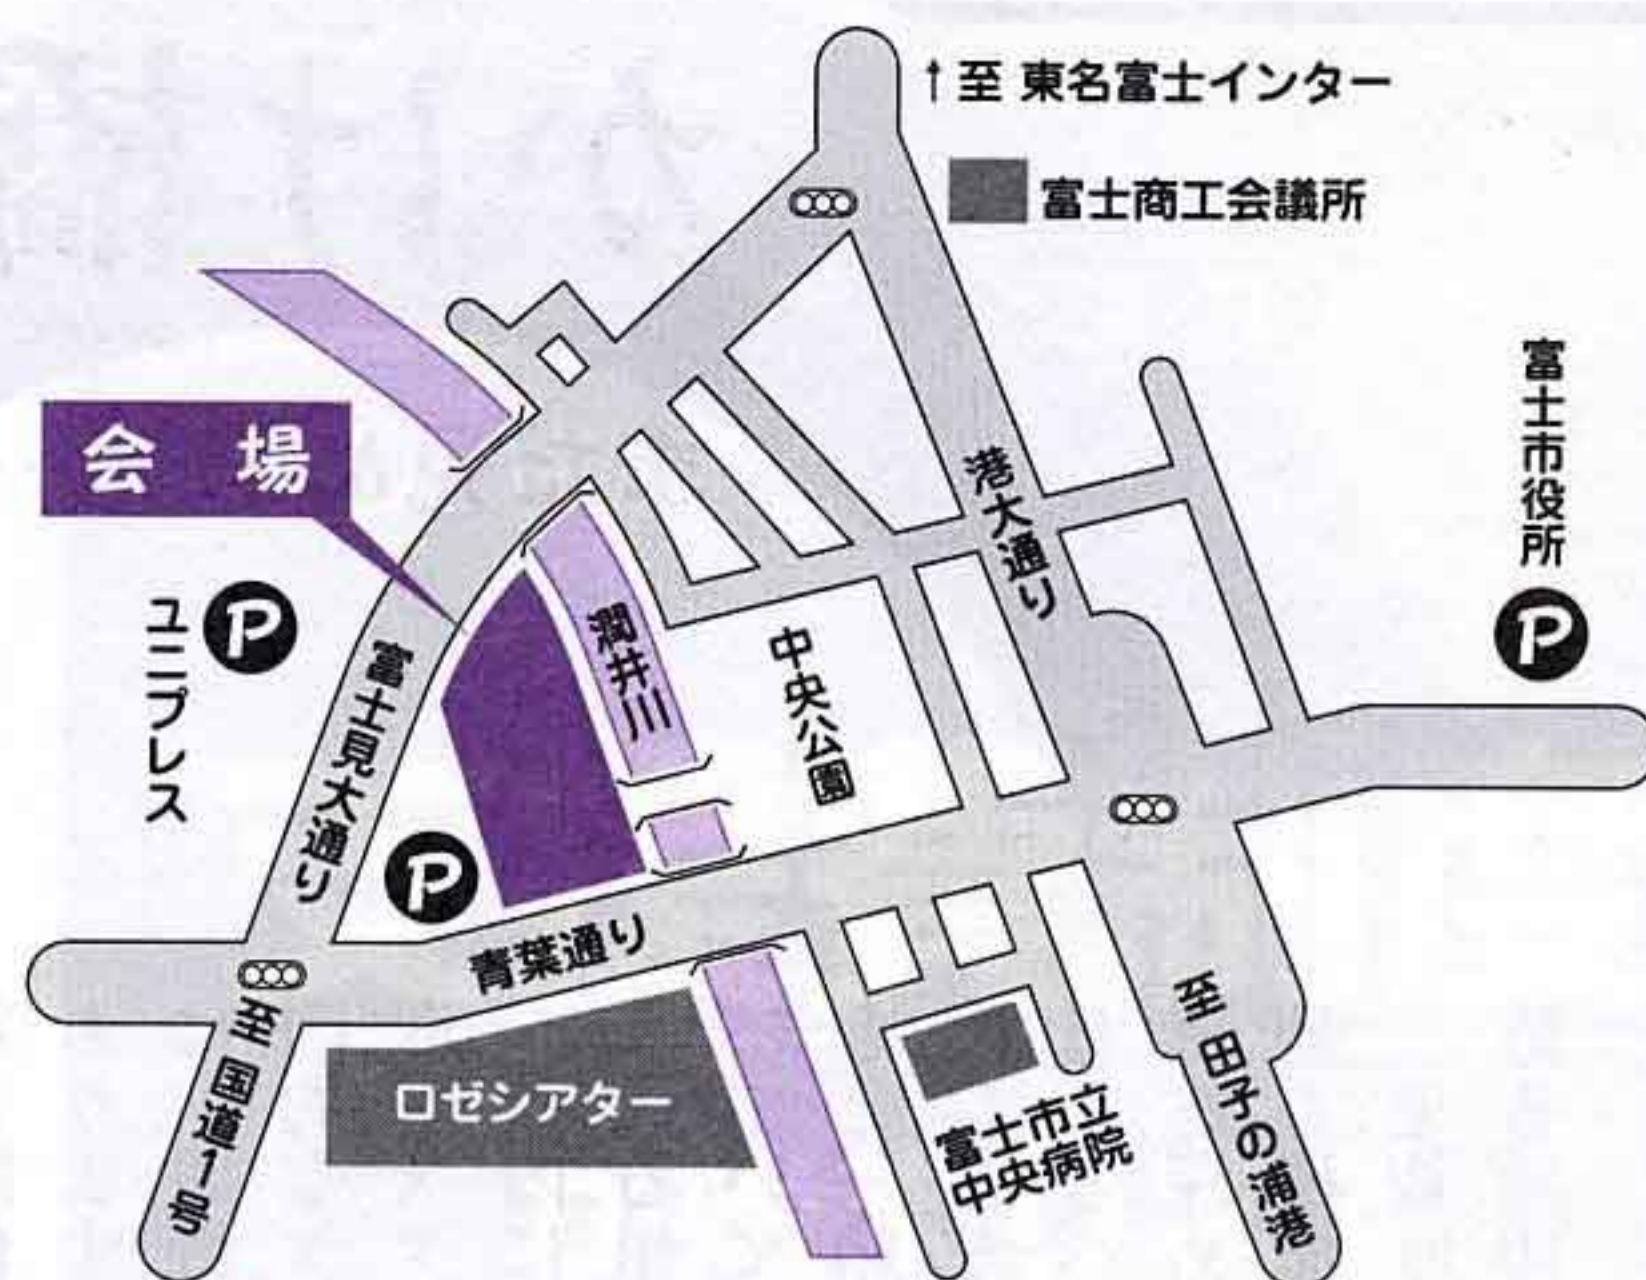 ↑至 東名富士インター
富士商工会議所
富士市役所
P
会 場
港大通り
潤井川
中央公園
P
ユニプレス
富士見大通り
P
青葉通り
至 国道1号
ロゼシアター
富士市立
中央病院
至 田子の浦港